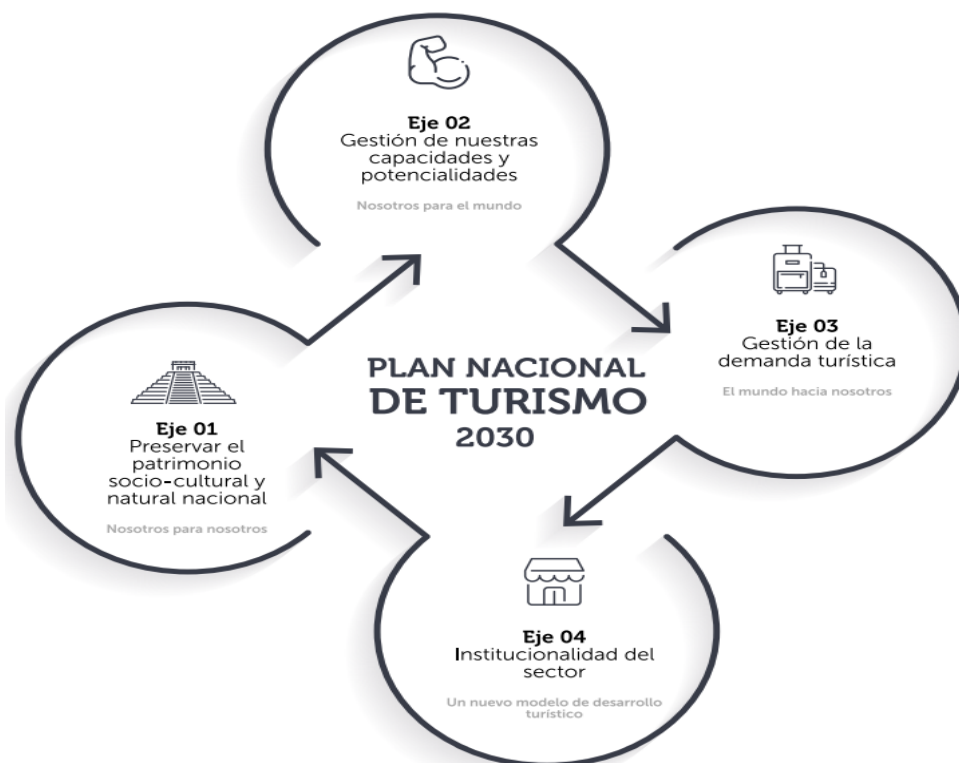 Eje 02
Gestión de nuestras
capacidades y
potencialidades
Nosotros para el mundo
Eje 03
Gestión de la
demanda turística
El mundo hacia nosotros
PLAN NACIONAL
DE TURISMO
2030
Eje 01
Preservar el
patrimonio
socio-cultural y
natural nacional
Nosotros para nosotros
Eje 04
Institucionalidad del
sector
Un nuevo modelo de desarrollo
turístico